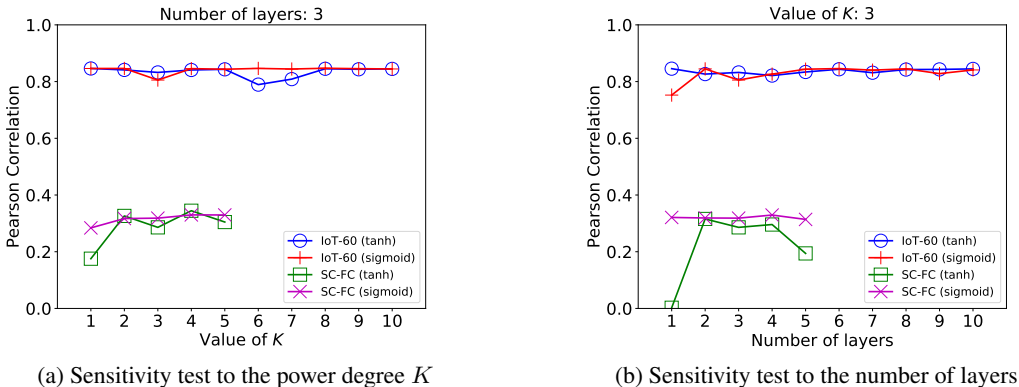 Number of layers: 3
1.0
0.8
0.6
0.4
0.2
0.0
Pearson Correlation
1 2 3 4 5 6 7 8 9 10
Value of K
IoT-60 (tanh)
IoT-60 (sigmoid)
SC-FC (tanh)
SC-FC (sigmoid)
(a) Sensitivity test to the power degree K
Value of K: 3
1.0
0.8
0.6
0.4
0.2
0.0
Pearson Correlation
1 2 3 4 5 6 7 8 9 10
Number of layers
IoT-60 (tanh)
IoT-60 (sigmoid)
SC-FC (tanh)
SC-FC (sigmoid)
(b) Sensitivity test to the number of layers